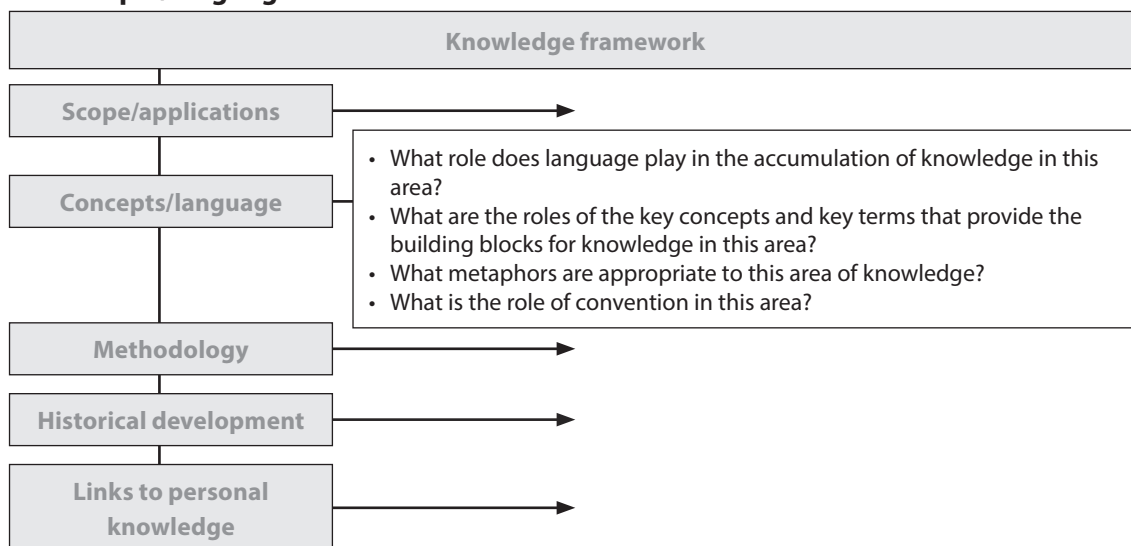 Knowledge framework
Scope/applications
Concepts/language
• What role does language play in the accumulation of knowledge in this
area?
• What are the roles of the key concepts and key terms that provide the
building blocks for knowledge in this area?
• What metaphors are appropriate to this area of knowledge?
• What is the role of convention in this area?
Methodology
Historical development
Links to personal
knowledge